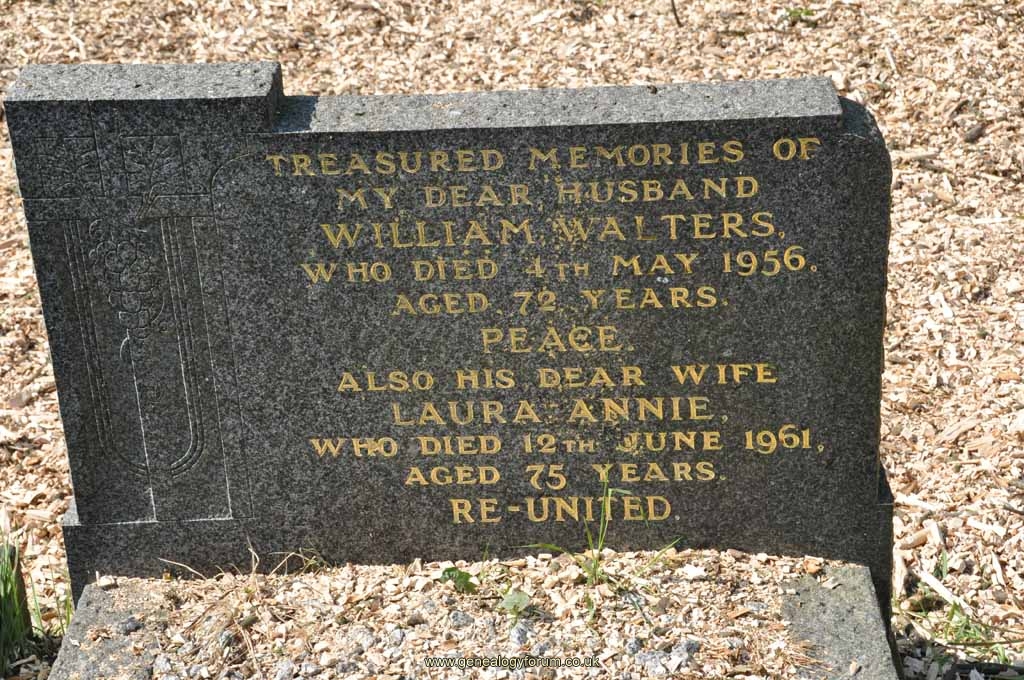 TREASURED MEMORIES OF
MY DEAR HUSBAND
WILLIAM WALTERS,
WHO DIED 4TH MAY 1956.
AGED 72 YEARS.
PEACE.
ALSO HIS DEAR WIFE
LAURA ANNIE,
WHO DIED 12TH JUNE 1961,
AGED 75 YEARS.
RE-UNITED.
www.genealogyforum.co.uk